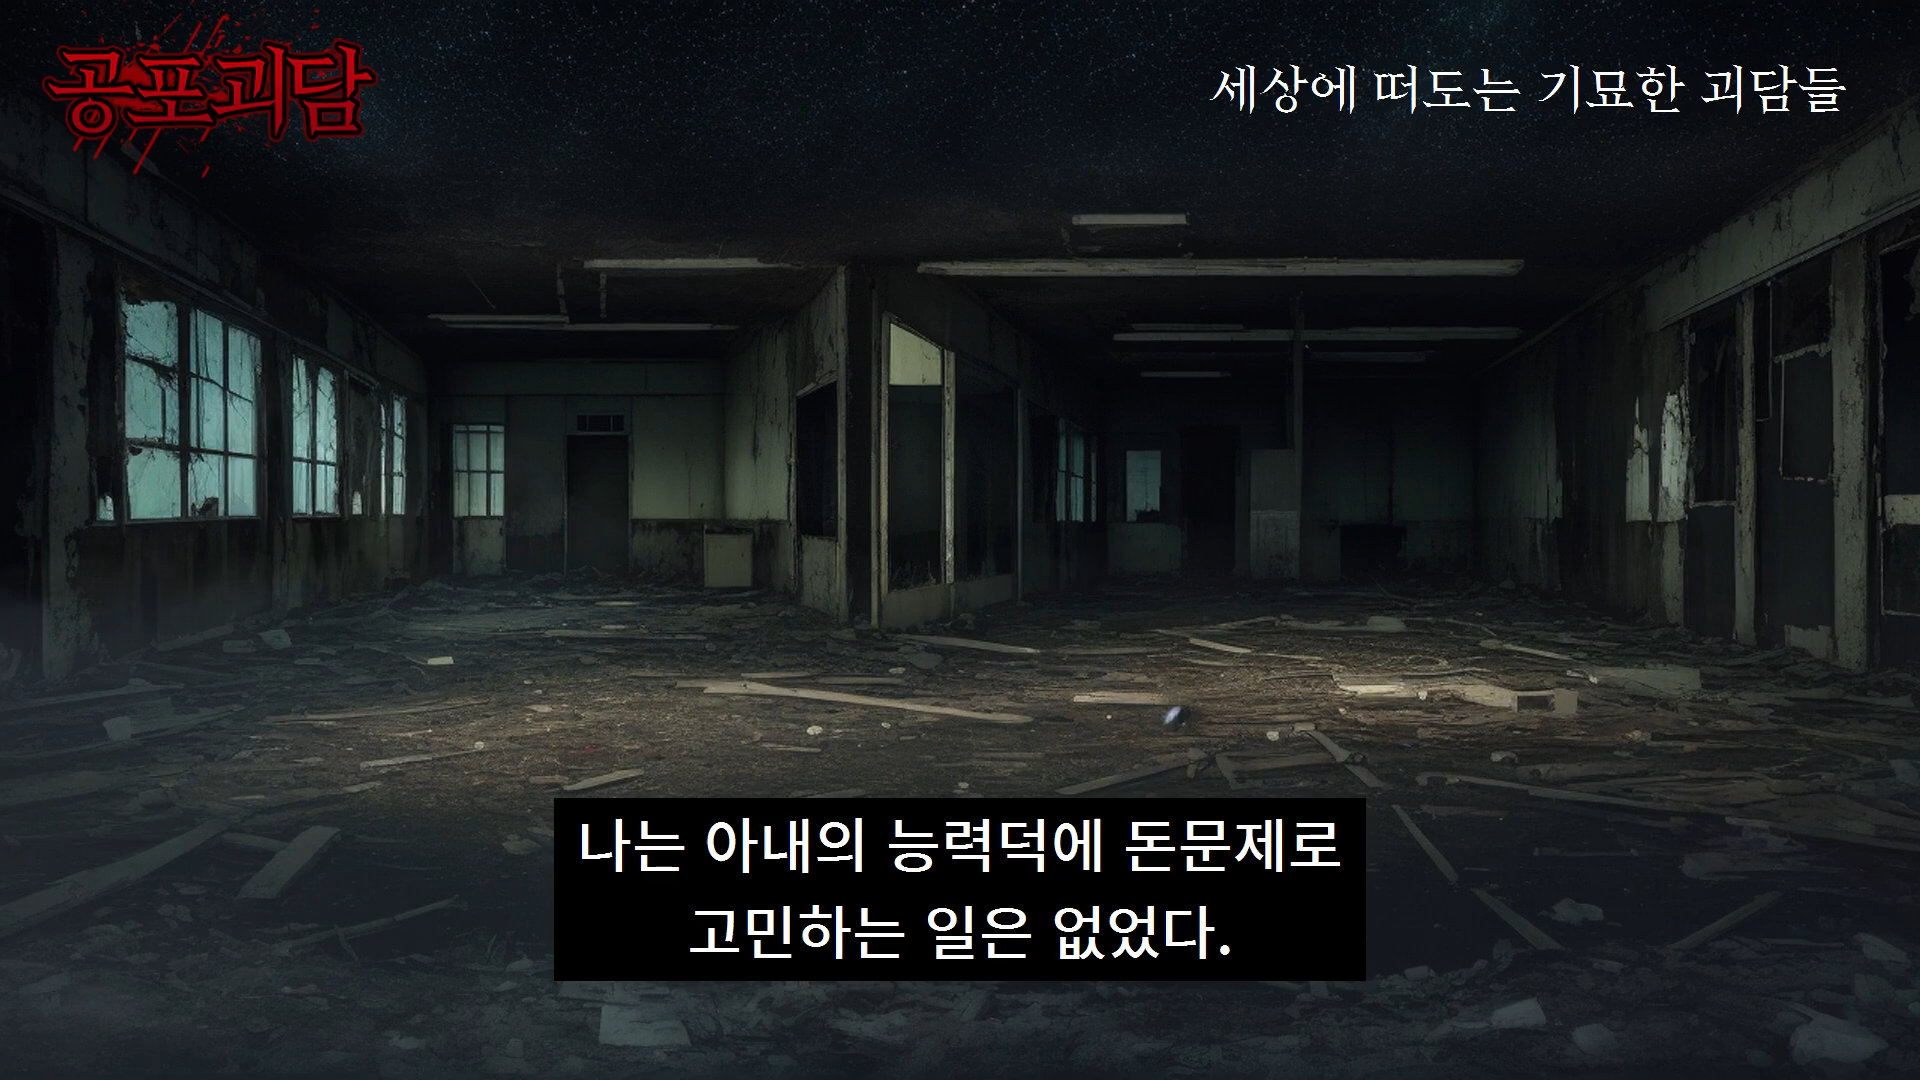 공포괴담
세상에 떠도는 기묘한 괴담들
나는 아내의 능력덕에 돈문제로
고민하는 일은 없었다.